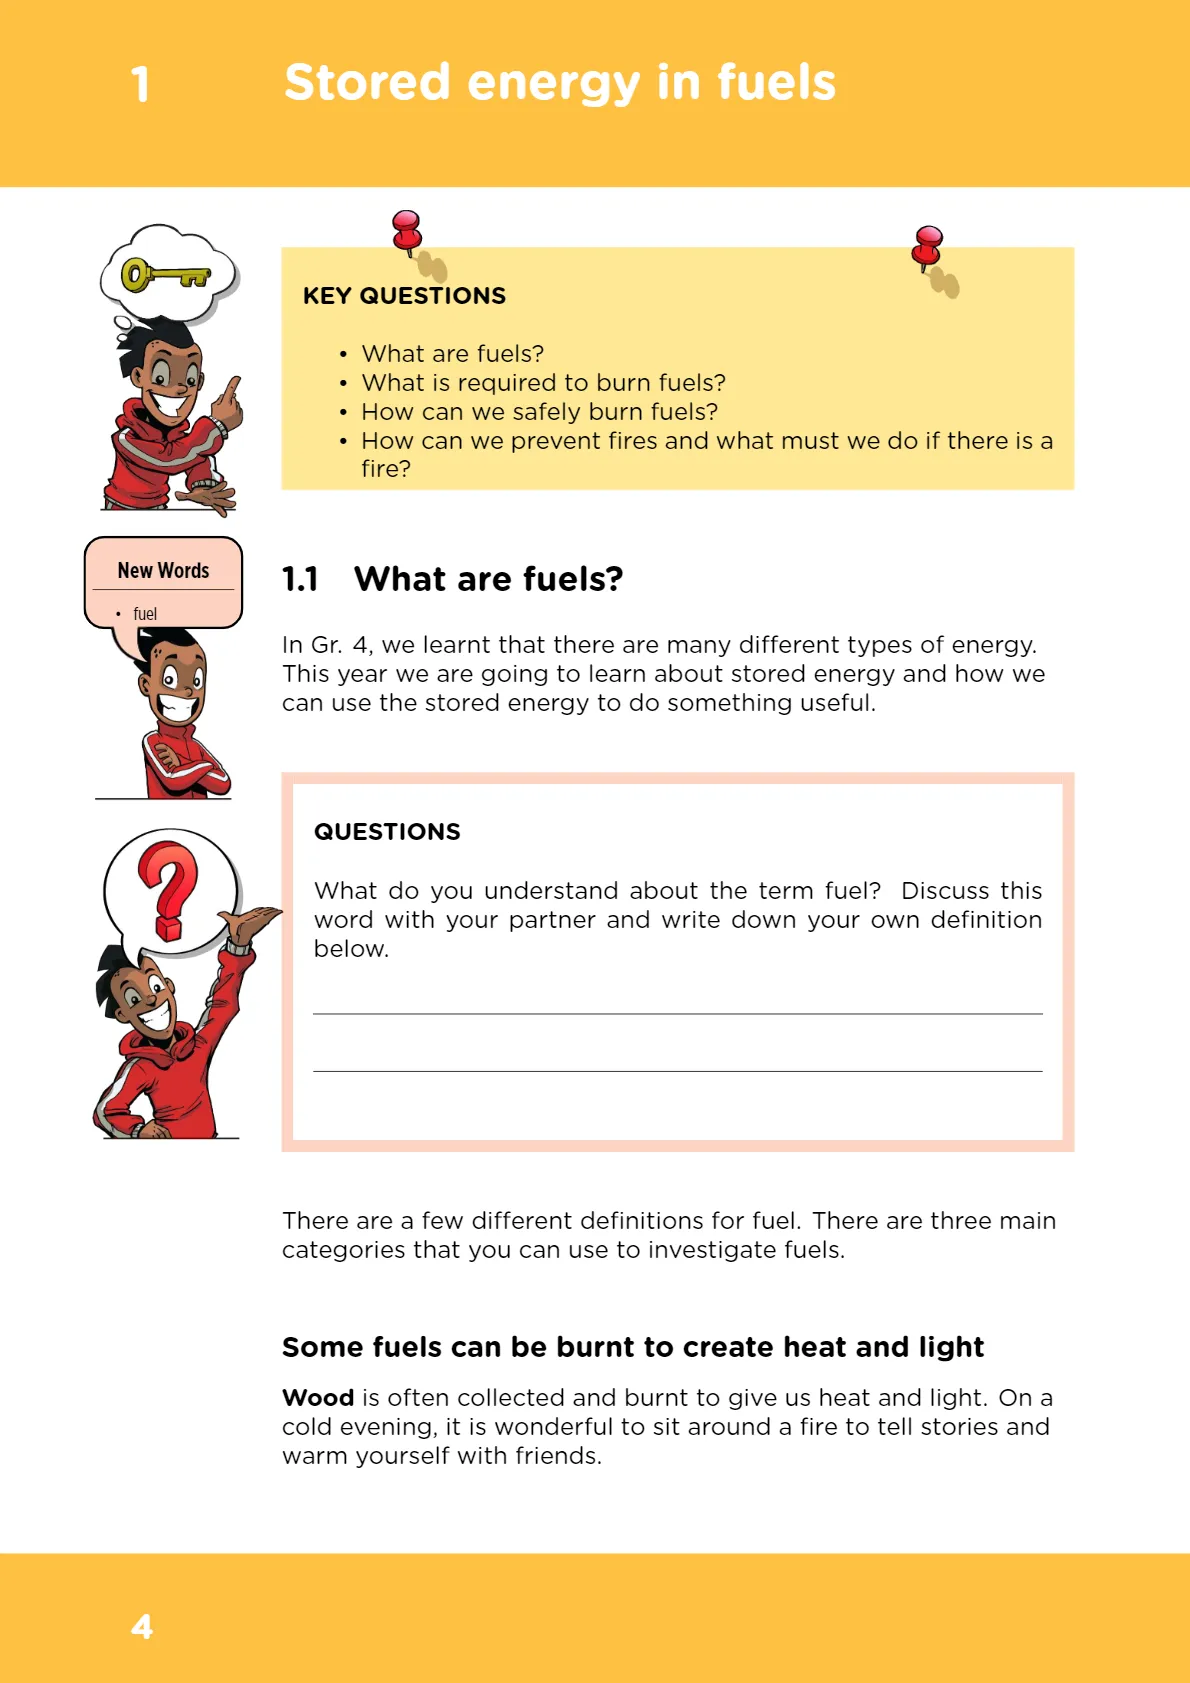 1 Stored energy in fuels
KEY QUESTIONS
• What are fuels?
• What is required to burn fuels?
• How can we safely burn fuels?
• How can we prevent fires and what must we do if there is a
fire?
New Words
• fuel
1.1 What are fuels?
In Gr. 4, we learnt that there are many different types of energy.
This year we are going to learn about stored energy and how we
can use the stored energy to do something useful.
?
QUESTIONS
What do you understand about the term fuel? Discuss this
word with your partner and write down your own definition
below.
There are a few different definitions for fuel. There are three main
categories that you can use to investigate fuels.
Some fuels can be burnt to create heat and light
Wood is often collected and burnt to give us heat and light. On a
cold evening, it is wonderful to sit around a fire to tell stories and
warm yourself with friends.
4